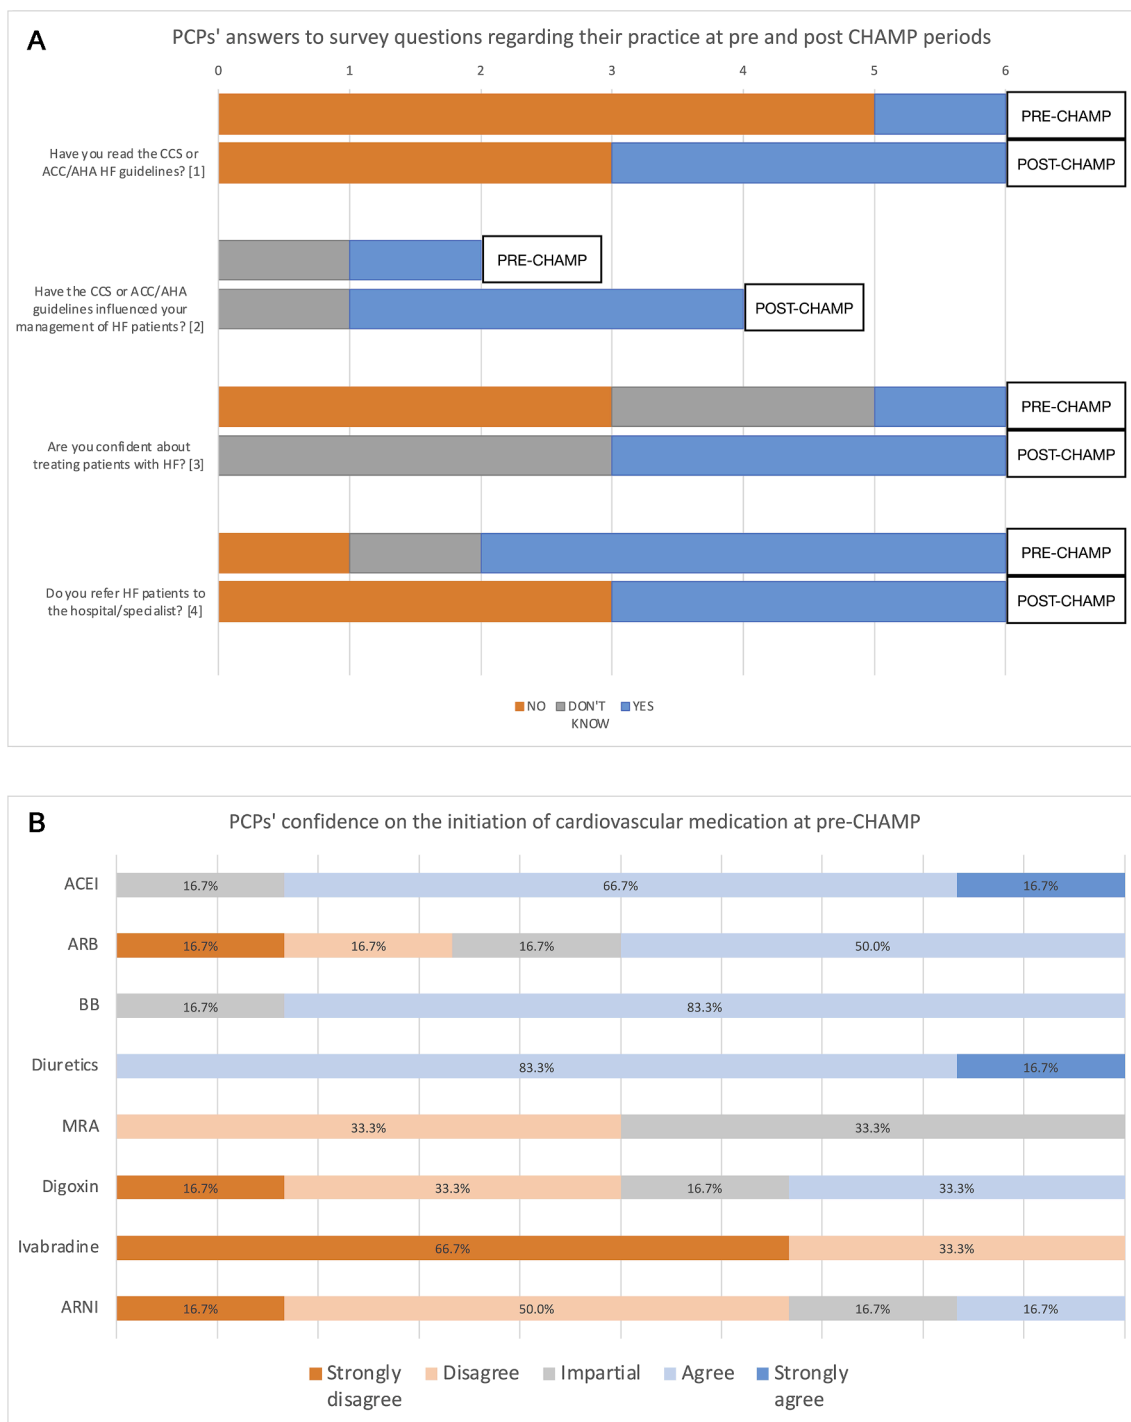 A
PCPs' answers to survey questions regarding their practice at pre and post CHAMP periods
0 1 2 3 4 5 6
PRE-CHAMP
Have you read the CCS or
ACC/AHA HF guidelines? [1]
POST-CHAMP
PRE-CHAMP
Have the CCS or ACC/AHA
guidelines influenced your
management of HF patients? [2]
POST-CHAMP
PRE-CHAMP
Are you confident about
treating patients with HF? [3]
POST-CHAMP
PRE-CHAMP
Do you refer HF patients to
the hospital/specialist? [4]
POST-CHAMP
NO DON'T KNOW YES
B
PCPs' confidence on the initiation of cardiovascular medication at pre-CHAMP
ACEI 16.7% 66.7% 16.7%
ARB 16.7% 16.7% 16.7% 50.0%
BB 16.7% 83.3%
Diuretics 83.3% 16.7%
MRA 33.3% 33.3%
Digoxin 16.7% 33.3% 16.7% 33.3%
Ivabradine 66.7% 33.3%
ARNI 16.7% 50.0% 16.7% 16.7%
Strongly disagree Disagree Impartial Agree Strongly agree